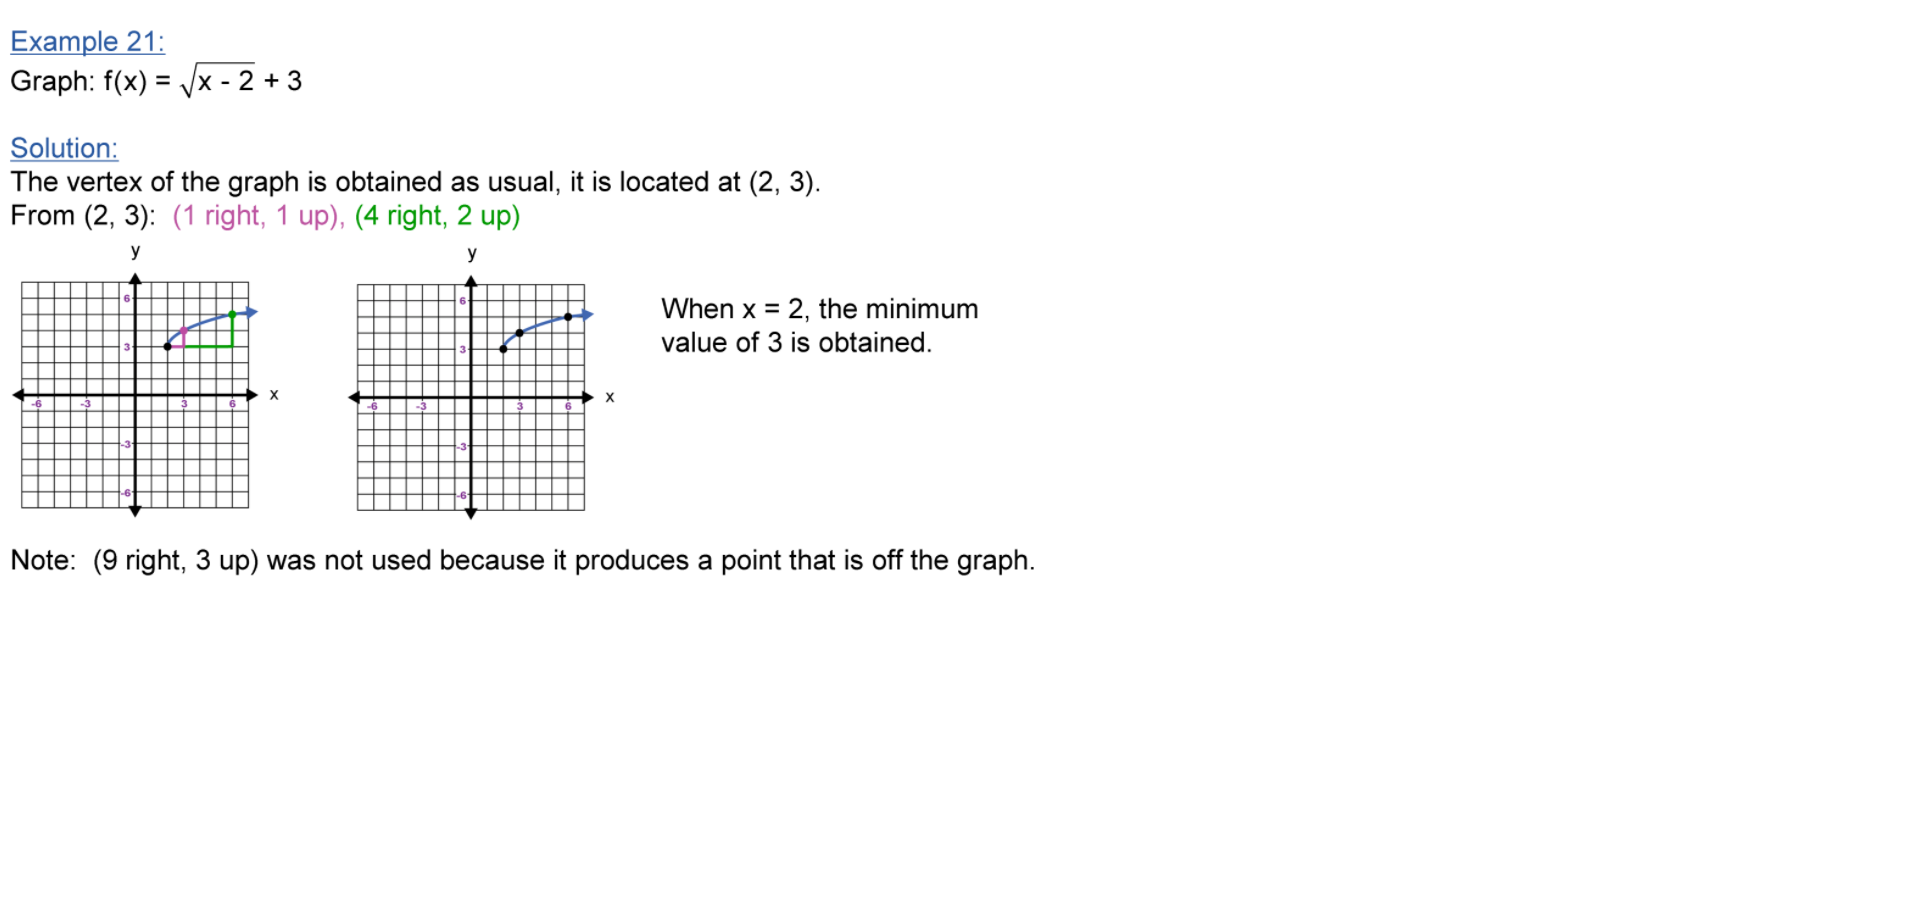 Example 21:
Graph: f(x) = √x - 2 + 3
Solution:
The vertex of the graph is obtained as usual, it is located at (2, 3).
From (2, 3): (1 right, 1 up), (4 right, 2 up)
y
6
3
-6 -3 3 6 x
-3
-6
y
6
3
-6 -3 3 6 x
-3
-6
When x = 2, the minimum
value of 3 is obtained.
Note: (9 right, 3 up) was not used because it produces a point that is off the graph.